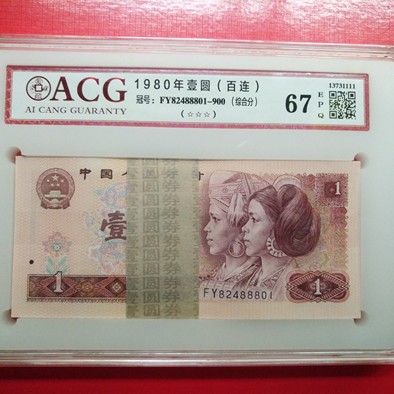 ACG
AI CANG GUARANTY
1980年壹圆（百连）
冠号：FY82488801-900（综合分）
(☆☆☆)
67
EPQ
13731111
中国人
壹
1
1
1
FY82488801